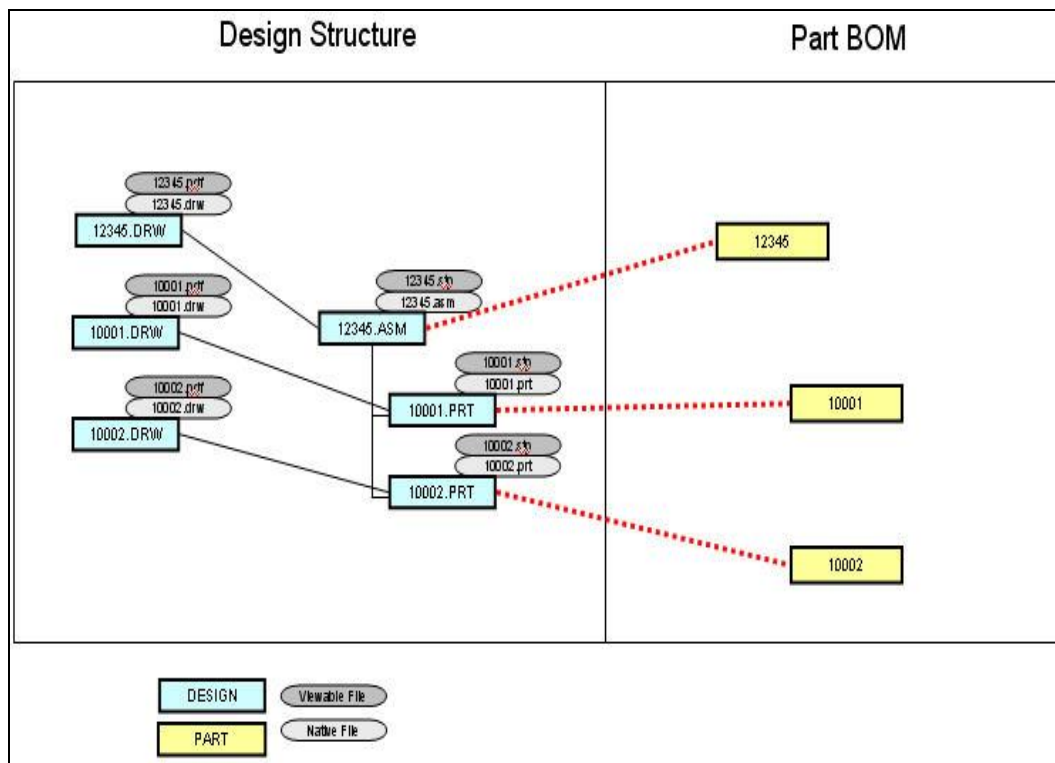 Design Structure
Part BOM
12345.pdf
12345.drw
12345.DRW
12345
10001.pdf
10001.drw
10001.DRW
12345.stp
12345.asm
12345.ASM
10001.stp
10001.prt
10001.PRT
10001
10002.pdf
10002.drw
10002.DRW
10002.stp
10002.prt
10002.PRT
10002
DESIGN
Viewable File
PART
Native File